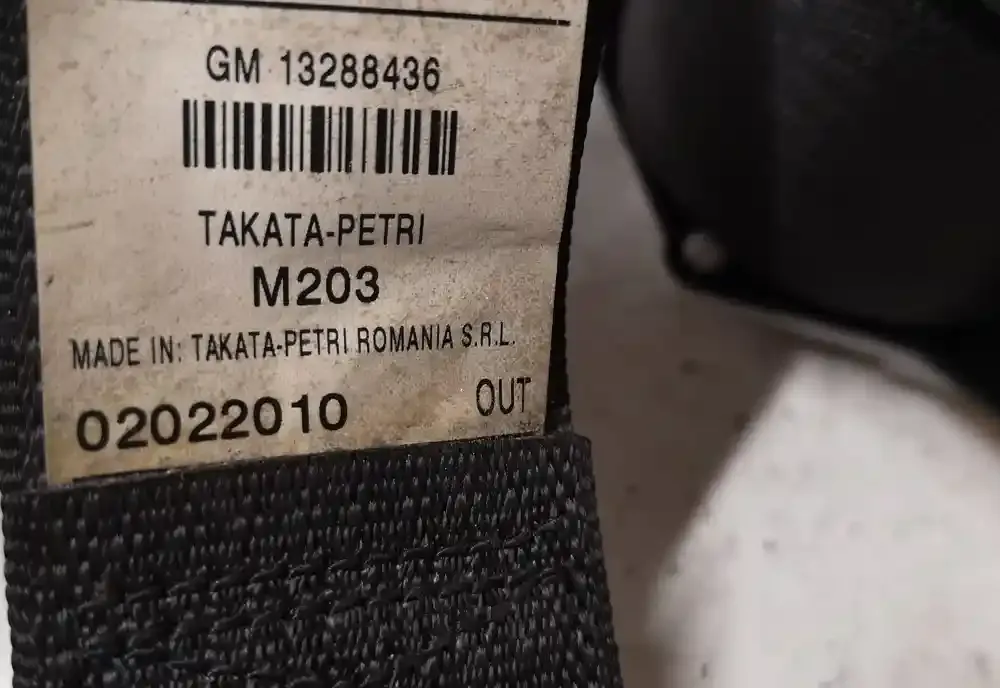 GM 13288436
TAKATA-PETRI
M203
MADE IN: TAKATA-PETRI ROMANIA S.R.L.
02022010 OUT